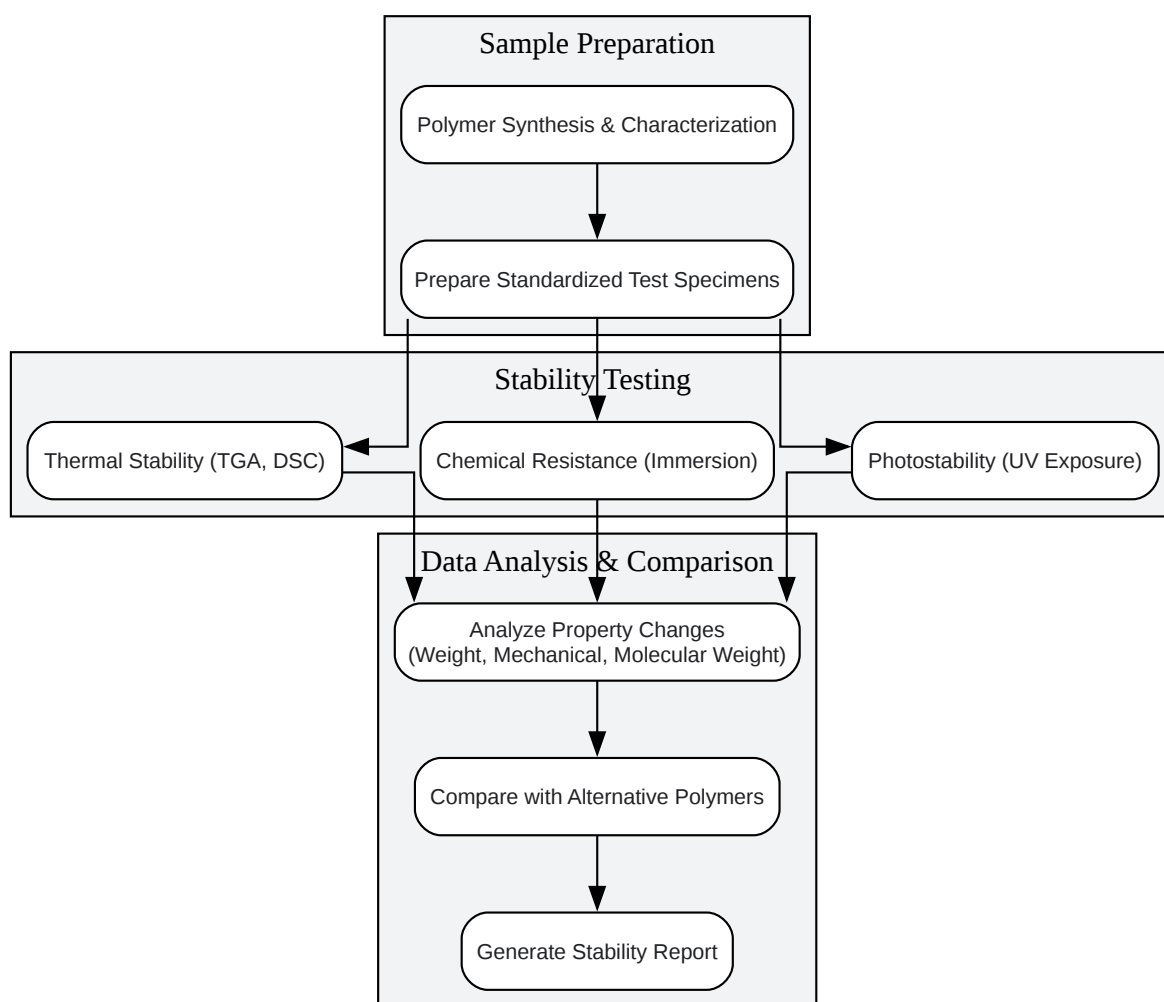 Sample Preparation
Polymer Synthesis & Characterization
Prepare Standardized Test Specimens
Stability Testing
Thermal Stability (TGA, DSC)
Chemical Resistance (Immersion)
Photostability (UV Exposure)
Data Analysis & Comparison
Analyze Property Changes
(Weight, Mechanical, Molecular Weight)
Compare with Alternative Polymers
Generate Stability Report